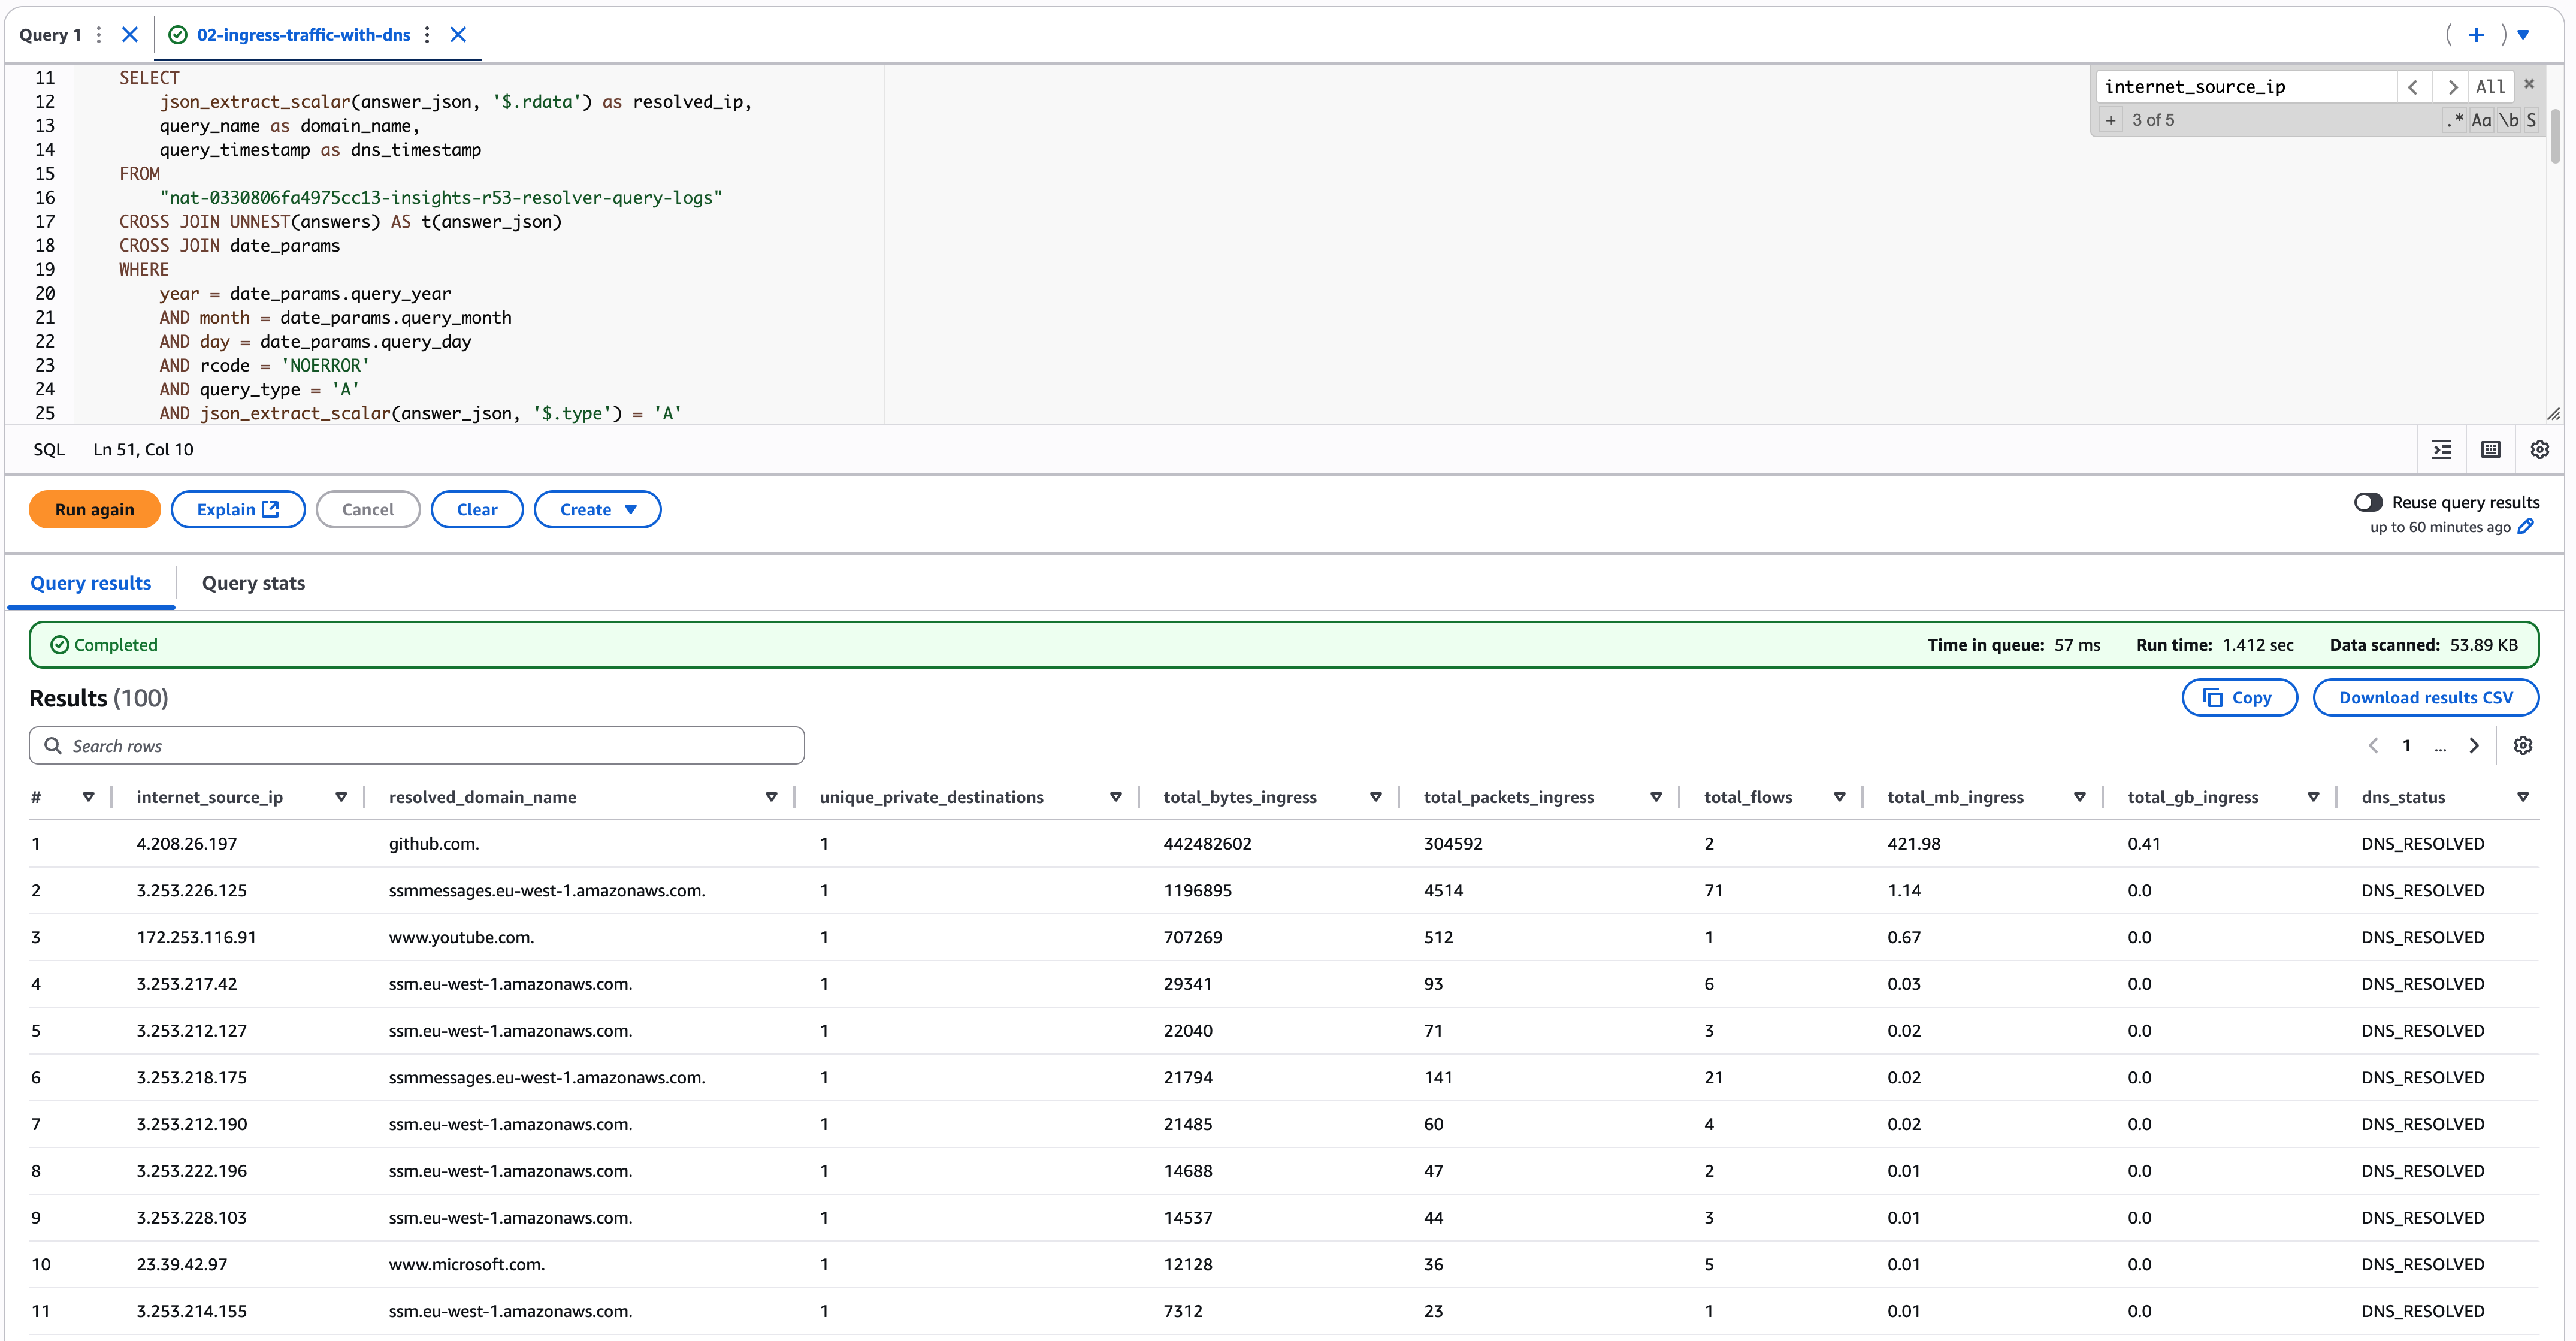 Query 1
02-ingress-traffic-with-dns
internet_source_ip
All
+ 3 of 5 .* Aa \b S
11 SELECT
12 json_extract_scalar(answer_json, '$.rdata') as resolved_ip,
13 query_name as domain_name,
14 query_timestamp as dns_timestamp
15 FROM
16 "nat-0330806fa4975cc13-insights-r53-resolver-query-logs"
17 CROSS JOIN UNNEST(answers) AS t(answer_json)
18 CROSS JOIN date_params
19 WHERE
20 year = date_params.query_year
21 AND month = date_params.query_month
22 AND day = date_params.query_day
23 AND rcode = 'NOERROR'
24 AND query_type = 'A'
25 AND json_extract_scalar(answer_json, '$.type') = 'A'
SQL Ln 51, Col 10
Run again Explain Cancel Clear Create
Reuse query results
up to 60 minutes ago
Query results Query stats
Completed Time in queue: 57 ms Run time: 1.412 sec Data scanned: 53.89 KB
Results (100) Copy Download results CSV
Search rows 1 ...
# internet_source_ip resolved_domain_name unique_private_destinations total_bytes_ingress total_packets_ingress total_flows total_mb_ingress total_gb_ingress dns_status
1 4.208.26.197 github.com. 1 442482602 304592 2 421.98 0.41 DNS_RESOLVED
2 3.253.226.125 ssmmessages.eu-west-1.amazonaws.com. 1 1196895 4514 71 1.14 0.0 DNS_RESOLVED
3 172.253.116.91 www.youtube.com. 1 707269 512 1 0.67 0.0 DNS_RESOLVED
4 3.253.217.42 ssm.eu-west-1.amazonaws.com. 1 29341 93 6 0.03 0.0 DNS_RESOLVED
5 3.253.212.127 ssm.eu-west-1.amazonaws.com. 1 22040 71 3 0.02 0.0 DNS_RESOLVED
6 3.253.218.175 ssmmessages.eu-west-1.amazonaws.com. 1 21794 141 21 0.02 0.0 DNS_RESOLVED
7 3.253.212.190 ssm.eu-west-1.amazonaws.com. 1 21485 60 4 0.02 0.0 DNS_RESOLVED
8 3.253.222.196 ssm.eu-west-1.amazonaws.com. 1 14688 47 2 0.01 0.0 DNS_RESOLVED
9 3.253.228.103 ssm.eu-west-1.amazonaws.com. 1 14537 44 3 0.01 0.0 DNS_RESOLVED
10 23.39.42.97 www.microsoft.com. 1 12128 36 5 0.01 0.0 DNS_RESOLVED
11 3.253.214.155 ssm.eu-west-1.amazonaws.com. 1 7312 23 1 0.01 0.0 DNS_RESOLVED